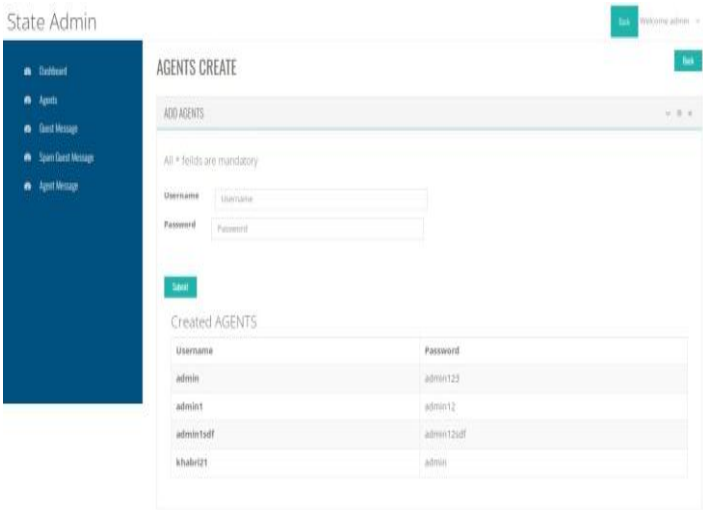 State Admin
Back Welcome admin
Dashboard
Agents
Guest Message
Spam Guest Message
Agent Message
AGENTS CREATE
Back
ADD AGENTS
All * feilds are mandatory
Username Username
Password Password
Submit
Created AGENTS
Username Password
admin admin123
admin1 admin12
admin1sdf admin12sdf
khabri21 admin